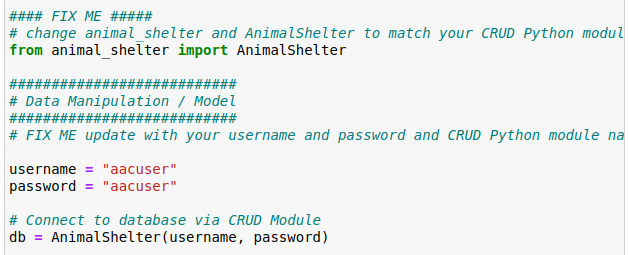 #### FIX ME #####
# change animal_shelter and AnimalShelter to match your CRUD Python modul
from animal_shelter import AnimalShelter
###########################
# Data Manipulation / Model
###########################
# FIX ME update with your username and password and CRUD Python module na
username = "aacuser"
password = "aacuser"
# Connect to database via CRUD Module
db = AnimalShelter(username, password)